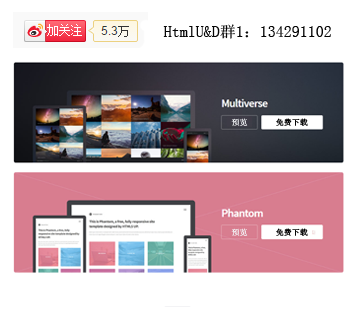 加关注 5.3万 HtmlU&D群1: 134291102
Multiverse
预览 免费下载
Phantom
This is Phantom, a free, fully responsive site
template designed by HTML5 UP.
预览 免费下载